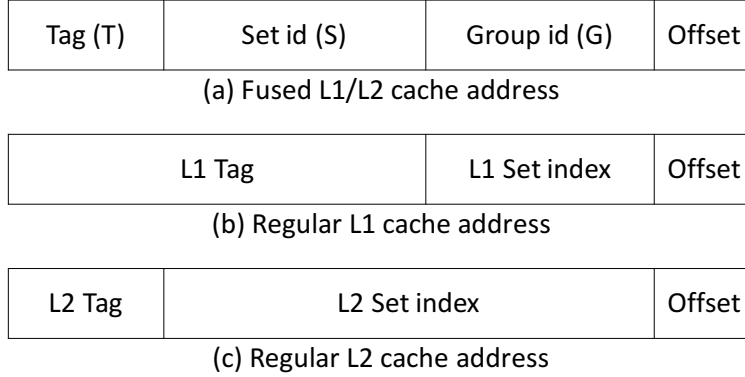 Tag (T) Set id (S) Group id (G) Offset
(a) Fused L1/L2 cache address
L1 Tag L1 Set index Offset
(b) Regular L1 cache address
L2 Tag L2 Set index Offset
(c) Regular L2 cache address